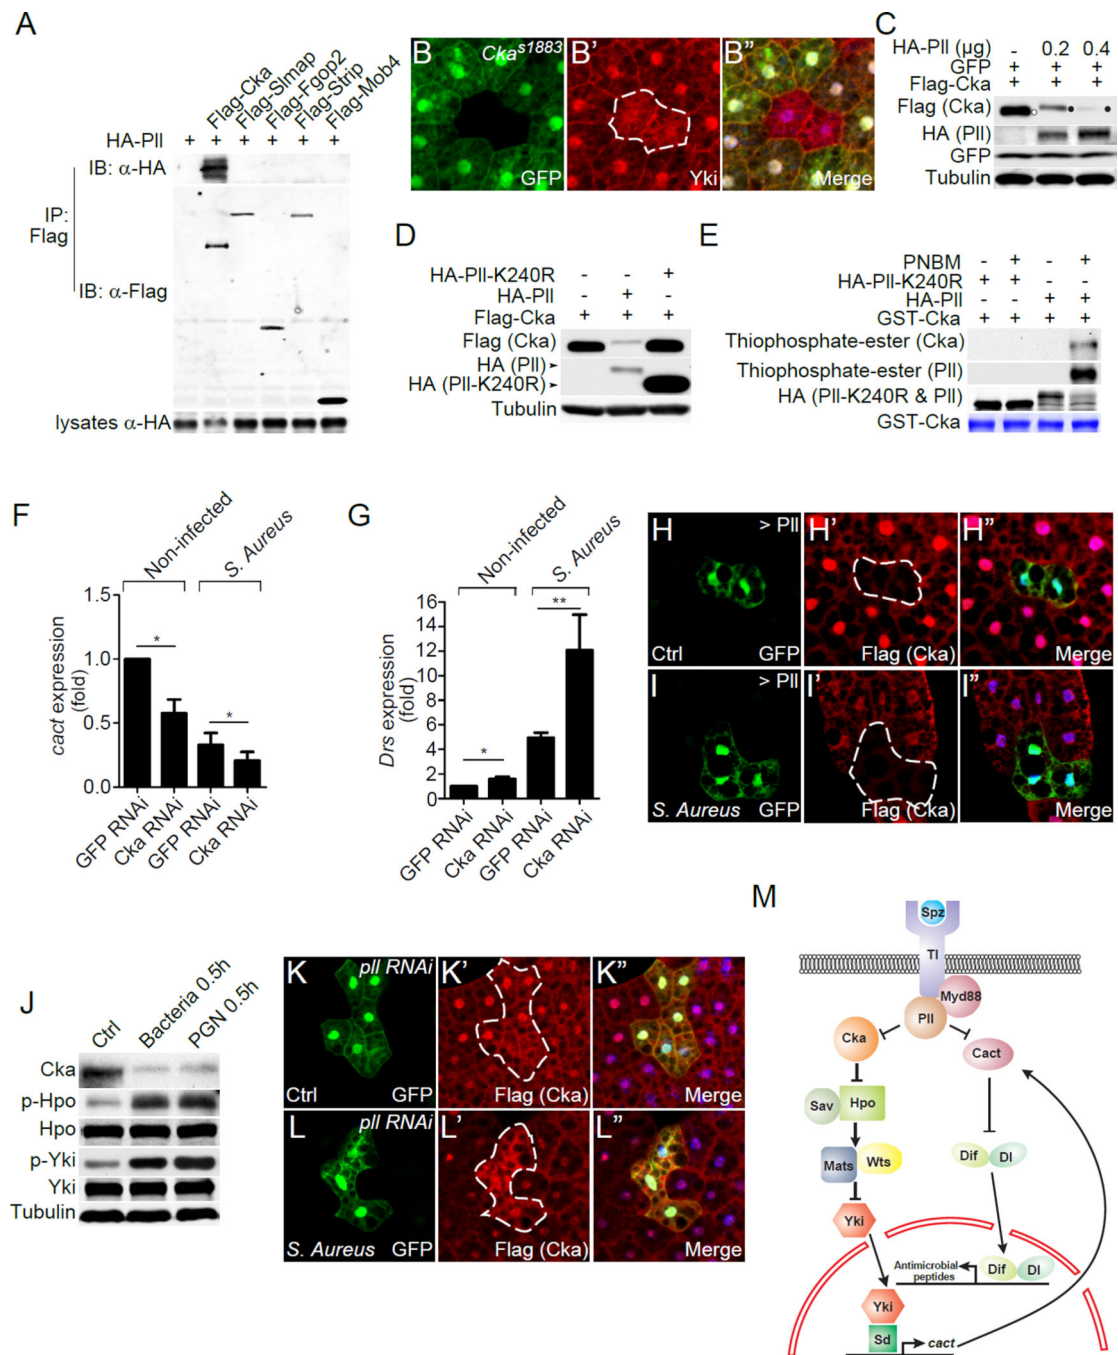 A
Flag-Cka
Flag-Slmap
Flag-Fgop2
Flag-Strip
Flag-Mob4
HA-Pll + + + + + +
IB: α-HA
IP:
Flag
IB: α-Flag
lysates α-HA
B Cka^s1883 GFP
B' Yki
B" Merge
C
HA-Pll (µg) - 0.2 0.4
GFP + + +
Flag-Cka + + +
Flag (Cka)
HA (Pll)
GFP
Tubulin
D
HA-Pll-K240R - - +
HA-Pll - + -
Flag-Cka + + +
Flag (Cka)
HA (Pll)
HA (Pll-K240R)
Tubulin
E
PNBM - + - +
HA-Pll-K240R + + - -
HA-Pll - - + +
GST-Cka + + + +
Thiophosphate-ester (Cka)
Thiophosphate-ester (Pll)
HA (Pll-K240R & Pll)
GST-Cka
F
Non-infected
S. Aureus
cact expression
(fold)
1.5
1.0
0.5
0.0
* *
GFP RNAi
Cka RNAi
GFP RNAi
Cka RNAi
G
Non-infected
S. Aureus
Drs expression
(fold)
16
14
12
10
8
6
4
2
0
* **
GFP RNAi
Cka RNAi
GFP RNAi
Cka RNAi
H > Pll
Ctrl GFP
H' Flag (Cka)
H" Merge
I > Pll
S. Aureus GFP
I' Flag (Cka)
I" Merge
J
Ctrl
Bacteria 0.5h
PGN 0.5h
Cka
p-Hpo
Hpo
p-Yki
Yki
Tubulin
K pll RNAi
Ctrl GFP
K' Flag (Cka)
K" Merge
L pll RNAi
S. Aureus GFP
L' Flag (Cka)
L" Merge
M
Spz
Tl
Myd88
Pll
Cka
Cact
Sav
Hpo
Mats
Wts
Dif
Dl
Yki
Antimicrobial
peptides
Dif
Dl
Yki
Sd
cact